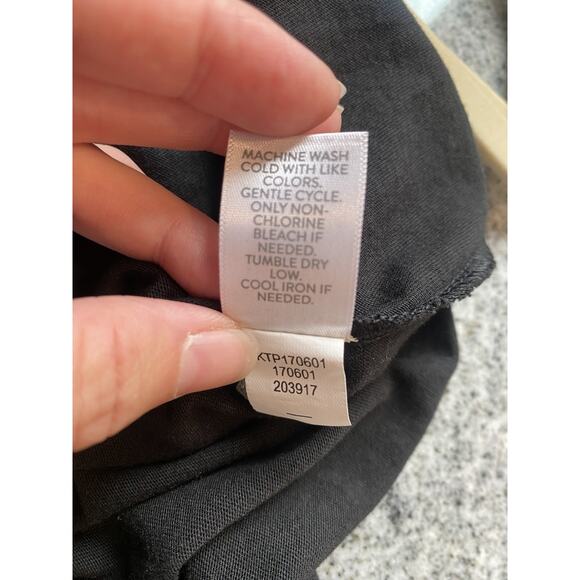 MACHINE WASH
COLD WITH LIKE
COLORS.
GENTLE CYCLE.
ONLY NON-
CHLORINE
BLEACH IF
NEEDED.
TUMBLE DRY
LOW.
COOL IRON IF
NEEDED.
KTP170601
170601
203917